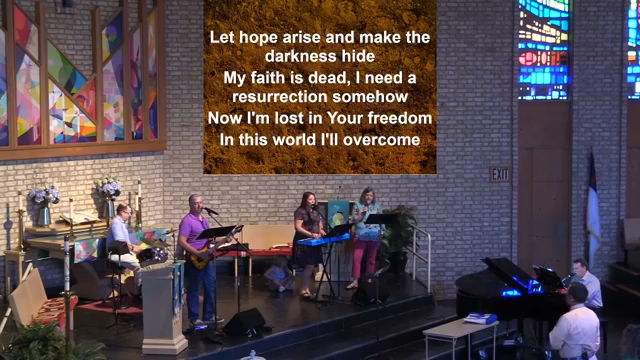 Let hope arise and make the
darkness hide
My faith is dead, I need a
resurrection somehow
Now I'm lost in Your freedom
In this world I'll overcome
EXIT